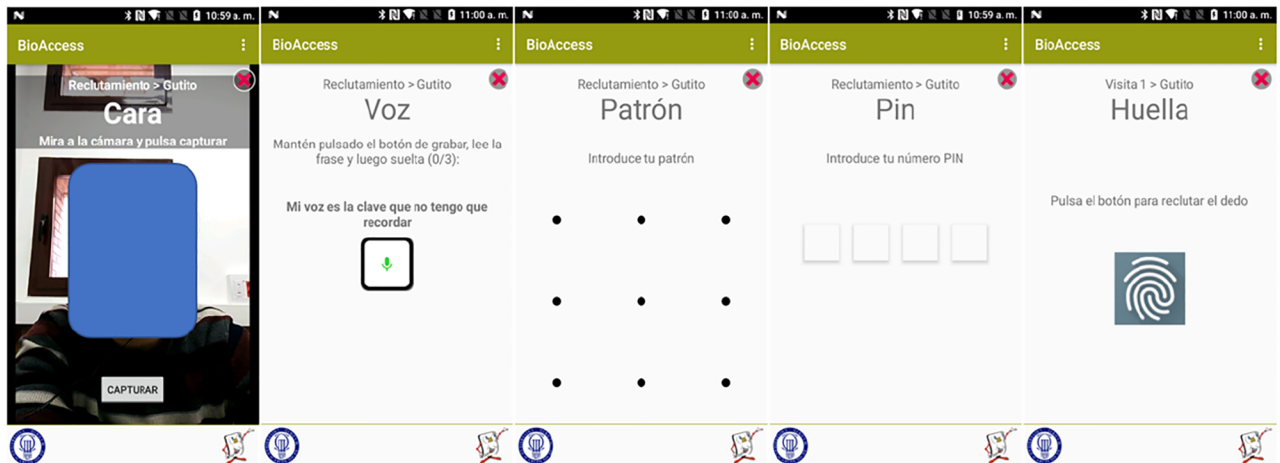 10:59 a. m.
BioAccess
Reclutamiento > Gutito
Cara
Mira a la cámara y pulsa capturar
CAPTURAR
11:00 a. m.
BioAccess
Reclutamiento > Gutito
Voz
Mantén pulsado el botón de grabar, lee la
frase y luego suelta (0/3):
Mi voz es la clave que no tengo que
recordar
11:00 a. m.
BioAccess
Reclutamiento > Gutito
Patrón
Introduce tu patrón
10:59 a. m.
BioAccess
Reclutamiento > Gutito
Pin
Introduce tu número PIN
11:00 a. m.
BioAccess
Visita 1 > Gutito
Huella
Pulsa el botón para reclutar el dedo